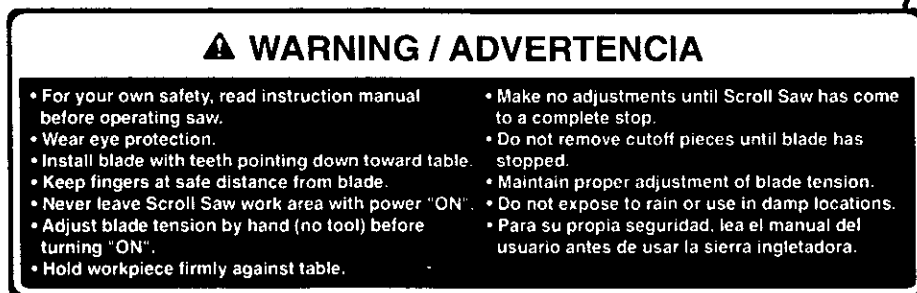 ⚠ WARNING / ADVERTENCIA
• For your own safety, read instruction manual
before operating saw.
• Wear eye protection.
• Install blade with teeth pointing down toward table.
• Keep fingers at safe distance from blade.
• Never leave Scroll Saw work area with power "ON".
• Adjust blade tension by hand (no tool) before
turning "ON".
• Hold workpiece firmly against table.
• Make no adjustments until Scroll Saw has come
to a complete stop.
• Do not remove cutoff pieces until blade has
stopped.
• Maintain proper adjustment of blade tension.
• Do not expose to rain or use in damp locations.
• Para su propia seguridad, lea el manual del
usuario antes de usar la sierra ingletadora.